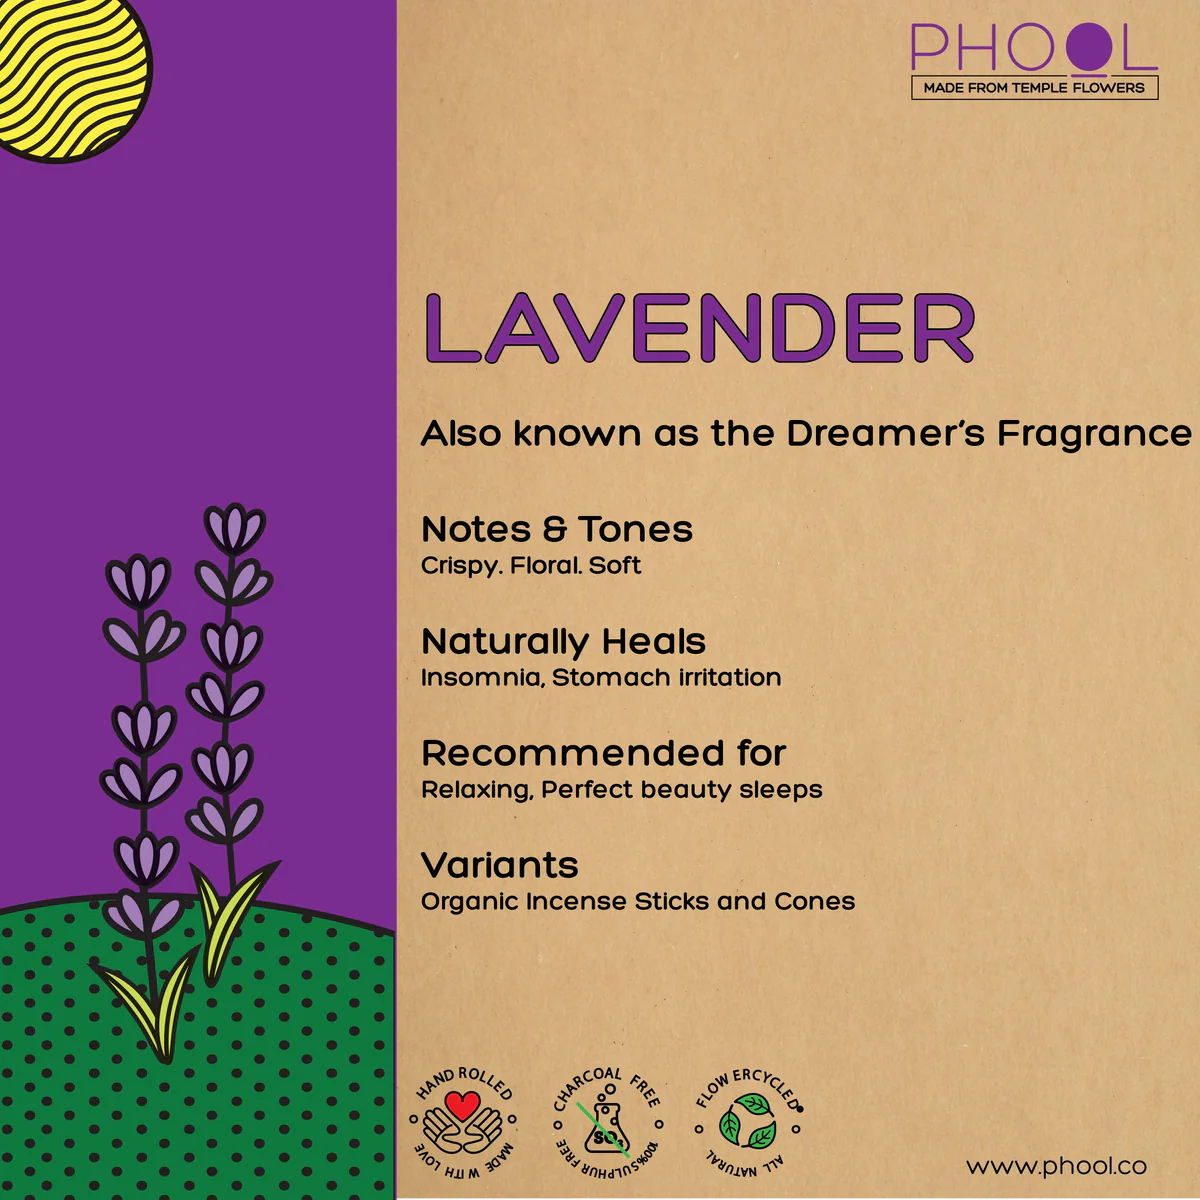 PHOOL
MADE FROM TEMPLE FLOWERS
LAVENDER
Also known as the Dreamer's Fragrance
Notes & Tones
Crispy. Floral. Soft
Naturally Heals
Insomnia, Stomach irritation
Recommended for
Relaxing, Perfect beauty sleeps
Variants
Organic Incense Sticks and Cones
HAND ROLLED
MADE WITH LOVE
CHARCOAL FREE
SO₂
100% SULPHUR FREE
FLOWERCYCLED®
ALL NATURAL
www.phool.co